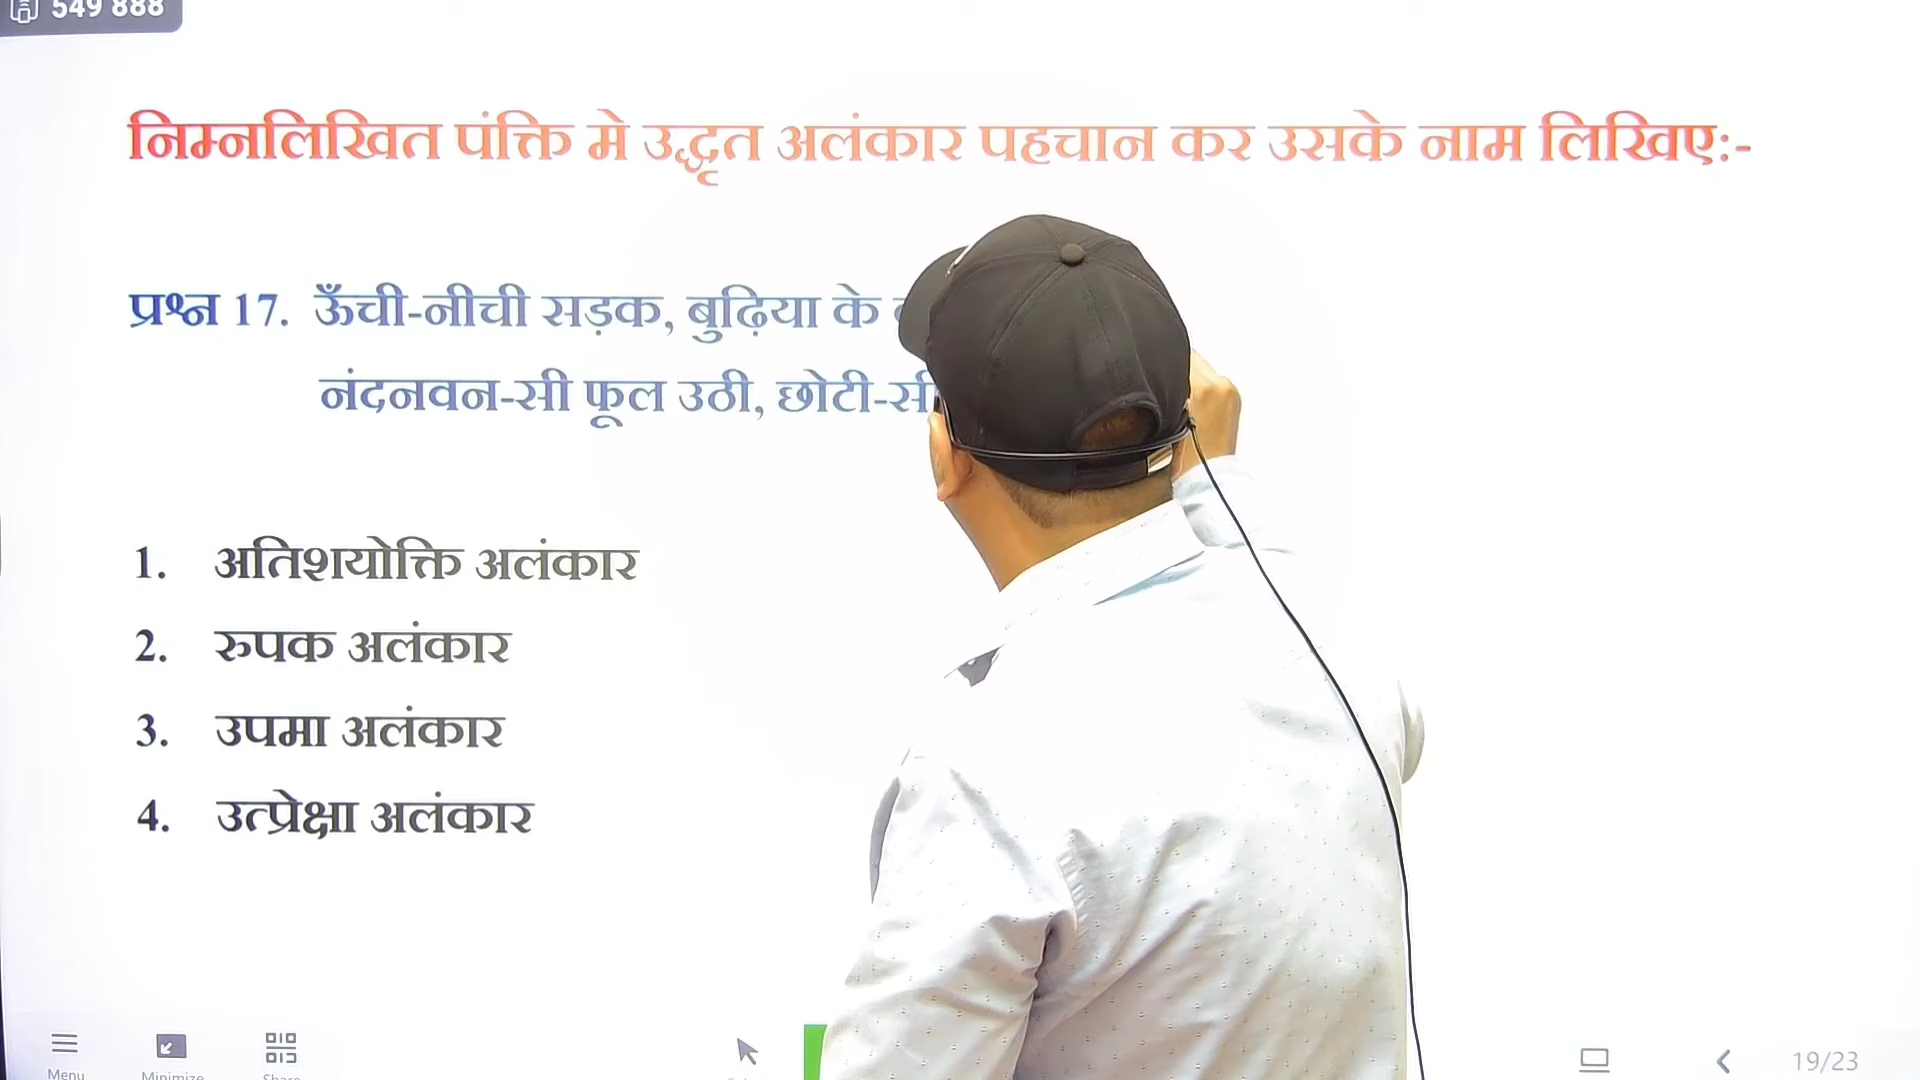 549 888
निम्नलिखित पंक्ति मे उद्धृत अलंकार पहचान कर उसके नाम लिखिए:-
प्रश्न 17. ऊँची-नीची सड़क, बुढ़िया के
नंदनवन-सी फूल उठी, छोटी-सी
1. अतिशयोक्ति अलंकार
2. रुपक अलंकार
3. उपमा अलंकार
4. उत्प्रेक्षा अलंकार
Menu Minimize Share 19/23